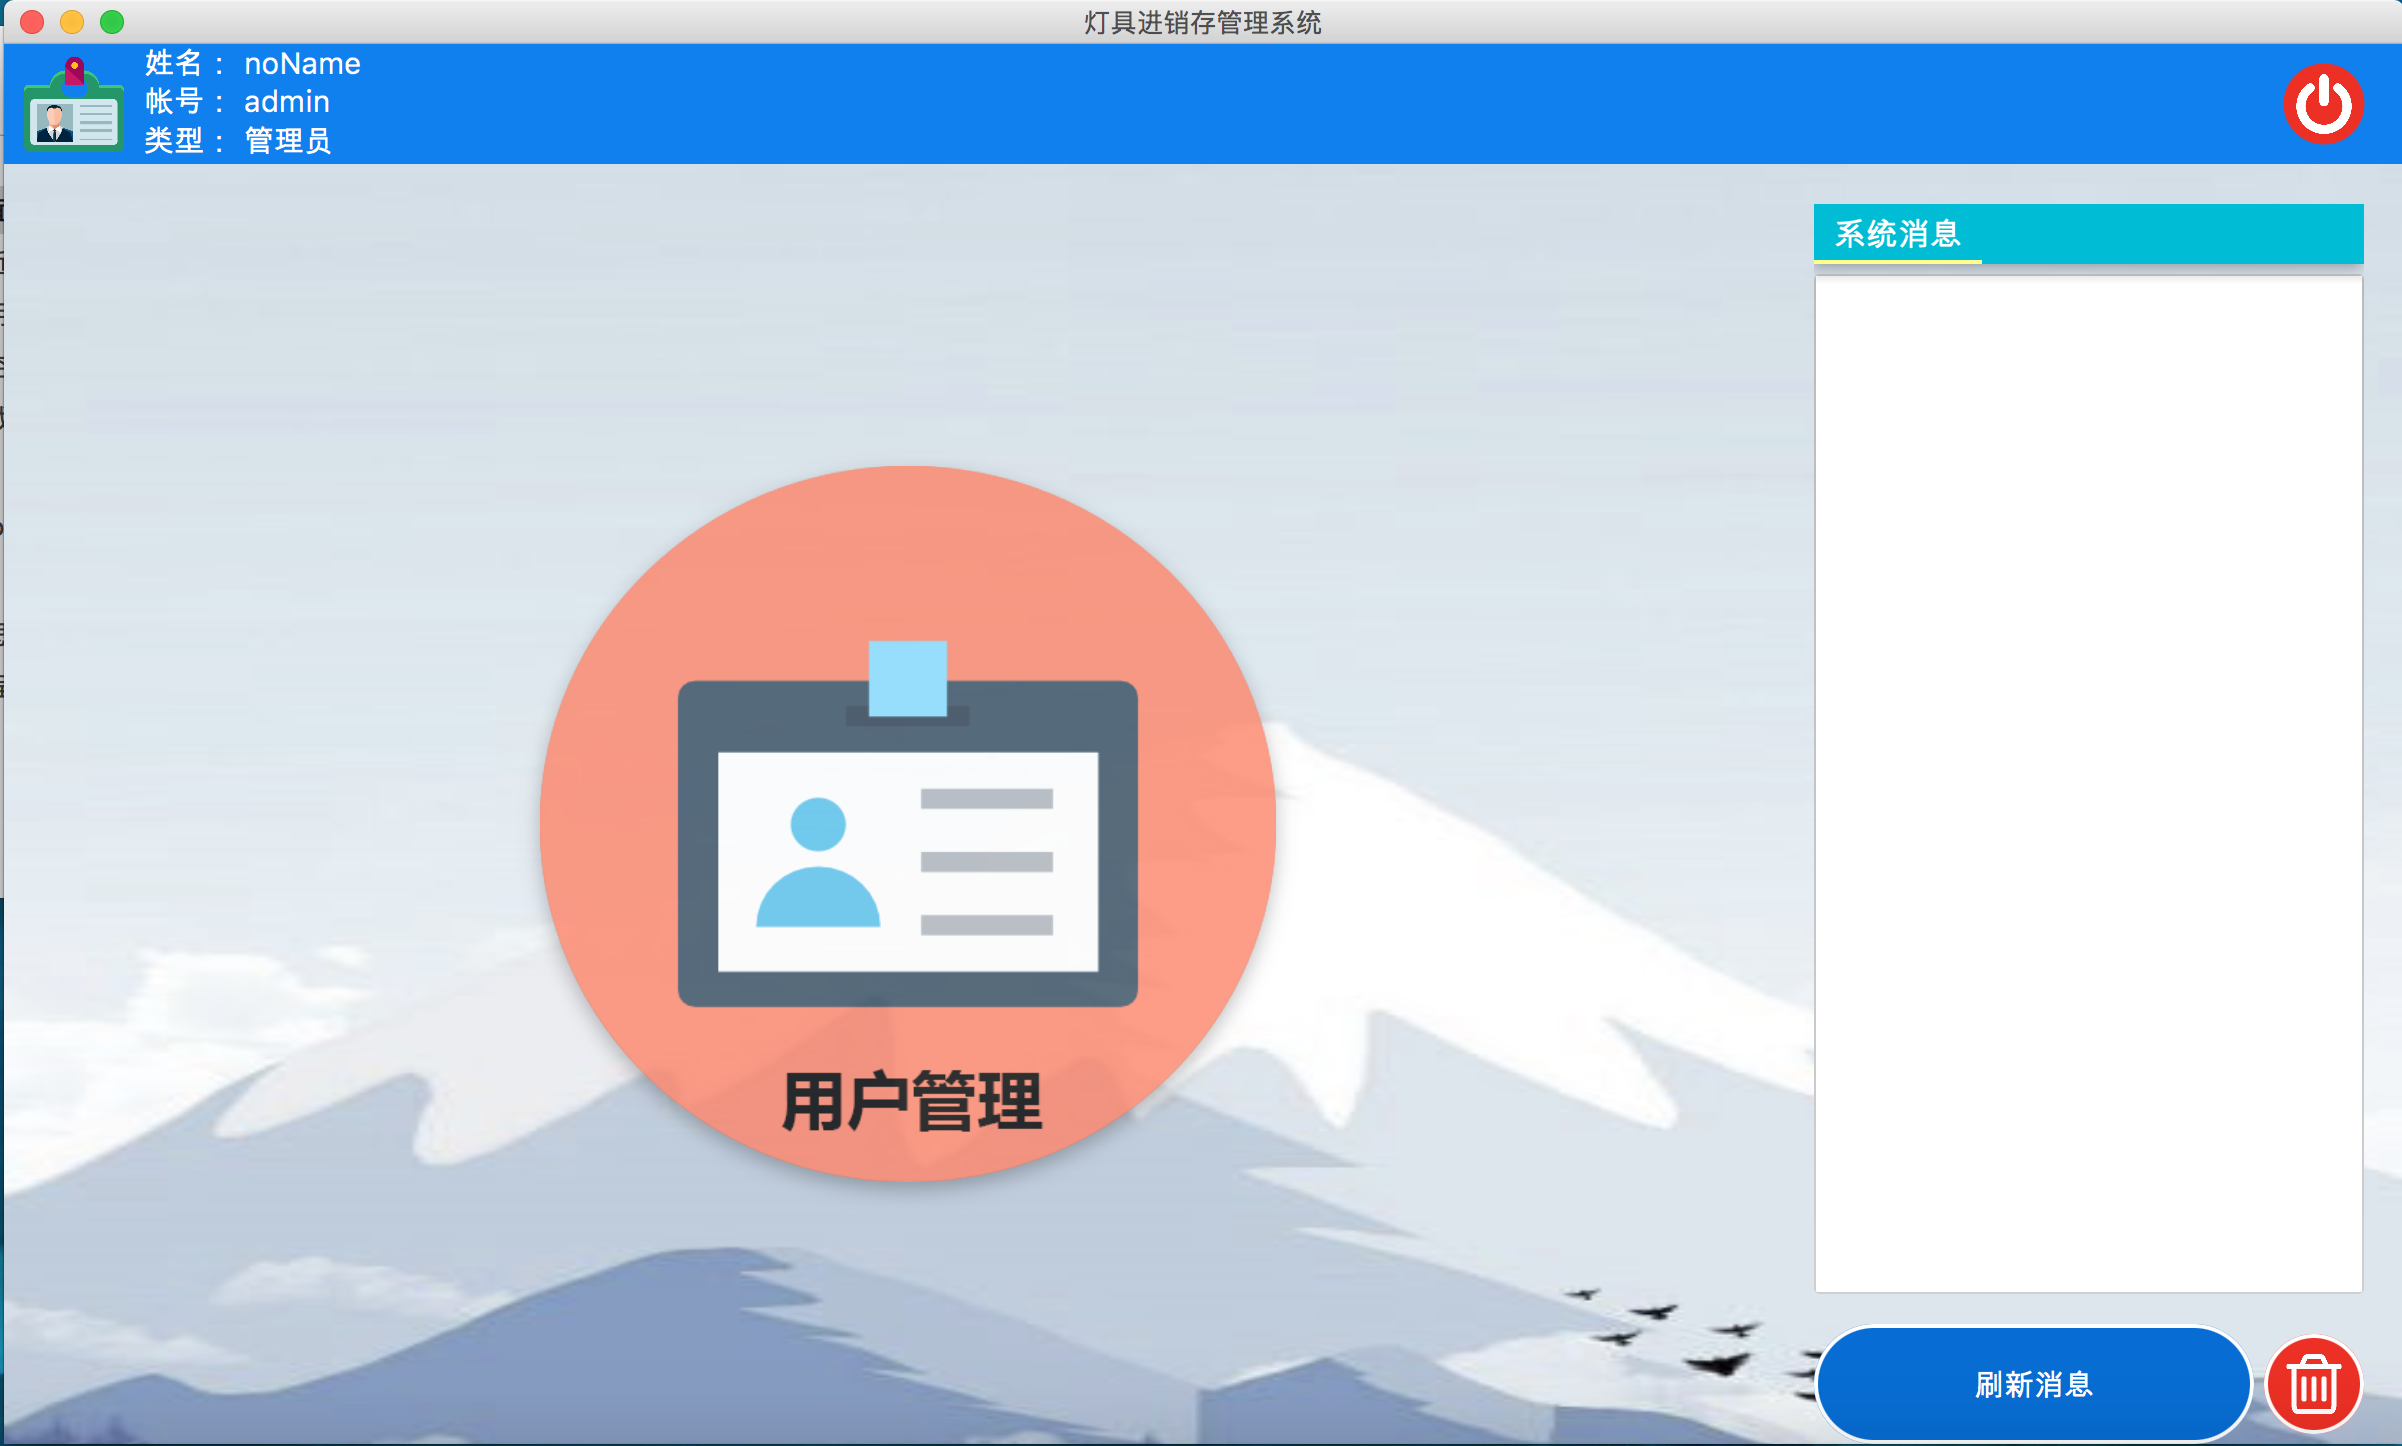 灯具进销存管理系统
姓名： noName
帐号： admin
类型： 管理员
系统消息
用户管理
刷新消息